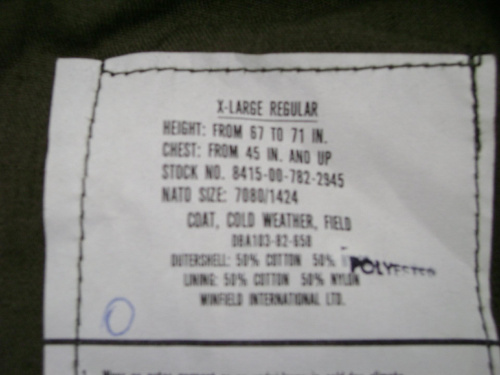 X-LARGE REGULAR
HEIGHT: FROM 67 TO 71 IN.
CHEST: FROM 45 IN. AND UP
STOCK NO. 8415-00-782-2945
NATO SIZE: 7080/1424
COAT, COLD WEATHER, FIELD
DBA103-82-658
OUTERSHELL: 50% COTTON 50% POLYESTER
LINING: 50% COTTON 50% NYLON
WINFIELD INTERNATIONAL LTD.